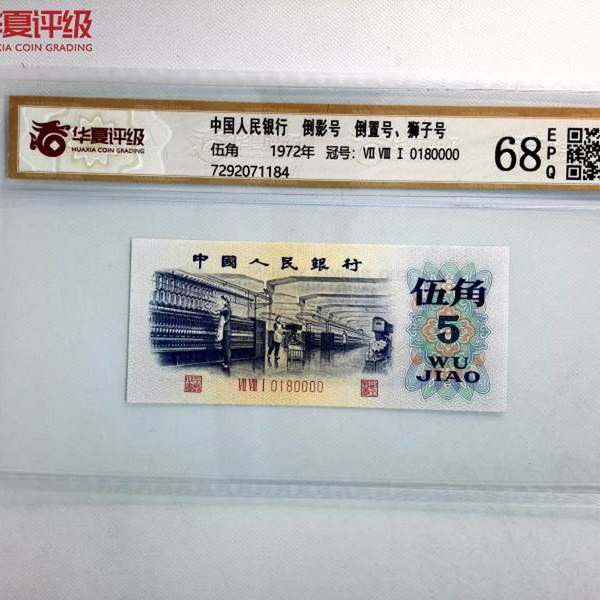 华夏评级
HUAXIA COIN GRADING
华夏评级
HUAXIA COIN GRADING
中国人民银行 倒影号 倒置号、狮子号
伍角 1972年 冠号: Ⅶ Ⅷ Ⅰ 0180000
7292071184
68 EPQ
中國人民銀行
伍角
5
WU
JIAO
Ⅶ Ⅷ Ⅰ 0180000